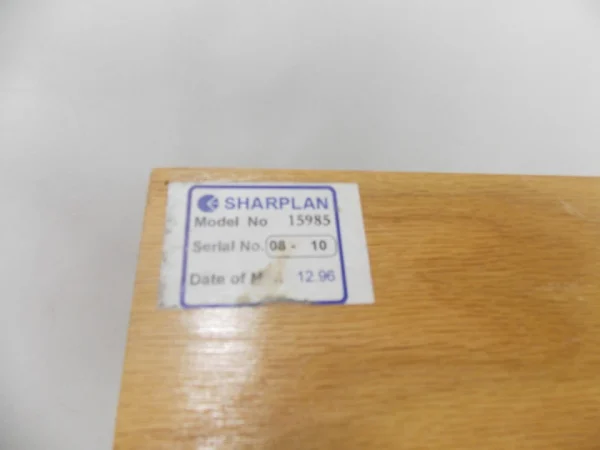 SHARPLAN
Model No 15985
Serial No. 08 - 10
Date of M 12.96